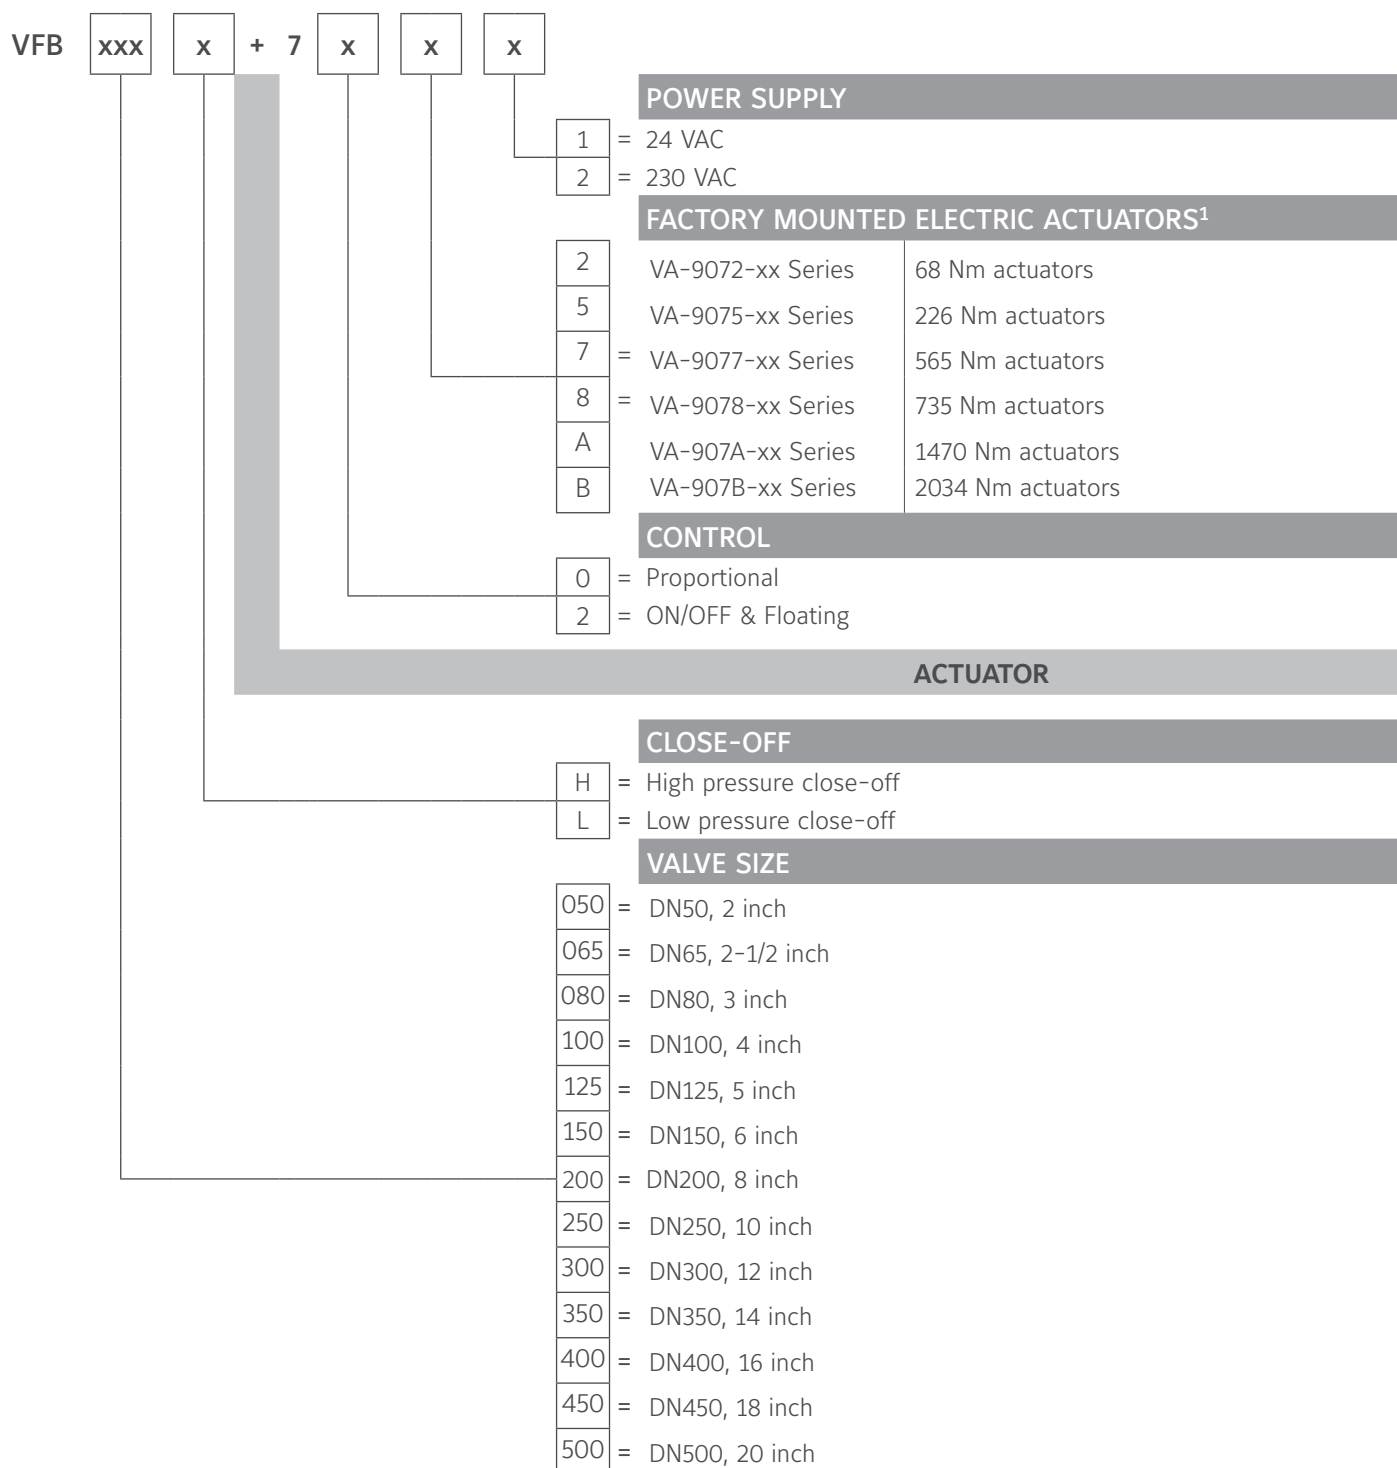 VFB xxx x + 7 x x x
POWER SUPPLY
1 = 24 VAC
2 = 230 VAC
FACTORY MOUNTED ELECTRIC ACTUATORS¹
2 VA-9072-xx Series 68 Nm actuators
5 VA-9075-xx Series 226 Nm actuators
7 = VA-9077-xx Series 565 Nm actuators
8 = VA-9078-xx Series 735 Nm actuators
A VA-907A-xx Series 1470 Nm actuators
B VA-907B-xx Series 2034 Nm actuators
CONTROL
0 = Proportional
2 = ON/OFF & Floating
ACTUATOR
CLOSE-OFF
H = High pressure close-off
L = Low pressure close-off
VALVE SIZE
050 = DN50, 2 inch
065 = DN65, 2-1/2 inch
080 = DN80, 3 inch
100 = DN100, 4 inch
125 = DN125, 5 inch
150 = DN150, 6 inch
200 = DN200, 8 inch
250 = DN250, 10 inch
300 = DN300, 12 inch
350 = DN350, 14 inch
400 = DN400, 16 inch
450 = DN450, 18 inch
500 = DN500, 20 inch